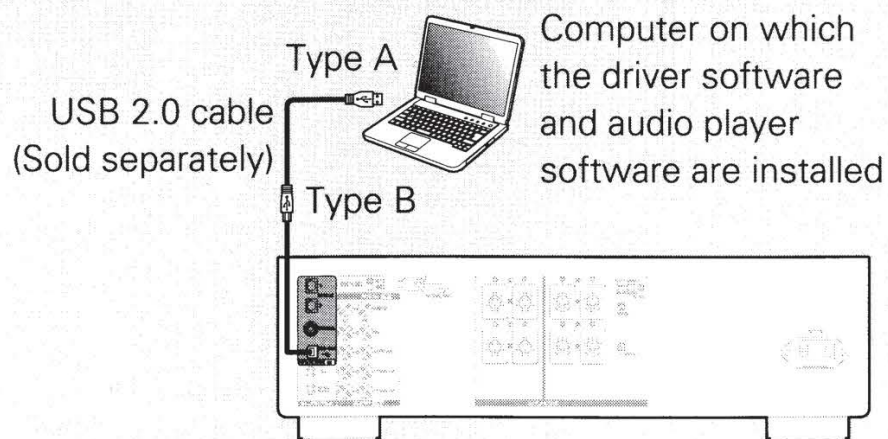 Type A
USB 2.0 cable
(Sold separately)
Type B
Computer on which
the driver software
and audio player
software are installed